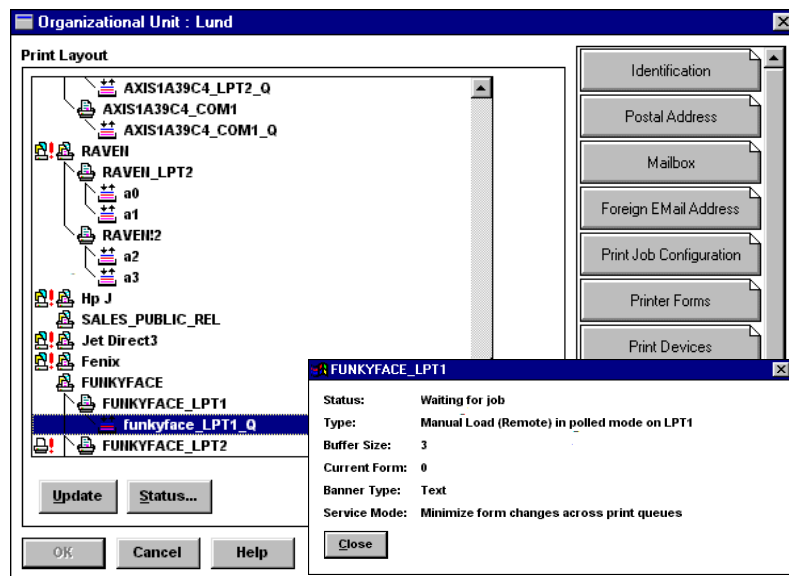 Organizational Unit : Lund
Print Layout
AXIS1A39C4_LPT2_Q
AXIS1A39C4_COM1
AXIS1A39C4_COM1_Q
RAVEN
RAVEN_LPT2
a0
a1
RAVEN!2
a2
a3
Hp J
SALES_PUBLIC_REL
Jet Direct3
Fenix
FUNKYFACE
FUNKYFACE_LPT1
funkyface_LPT1_Q
FUNKYFACE_LPT2
Update
Status...
OK
Cancel
Help
Identification
Postal Address
Mailbox
Foreign EMail Address
Print Job Configuration
Printer Forms
Print Devices
FUNKYFACE_LPT1
Status: Waiting for job
Type: Manual Load (Remote) in polled mode on LPT1
Buffer Size: 3
Current Form: 0
Banner Type: Text
Service Mode: Minimize form changes across print queues
Close